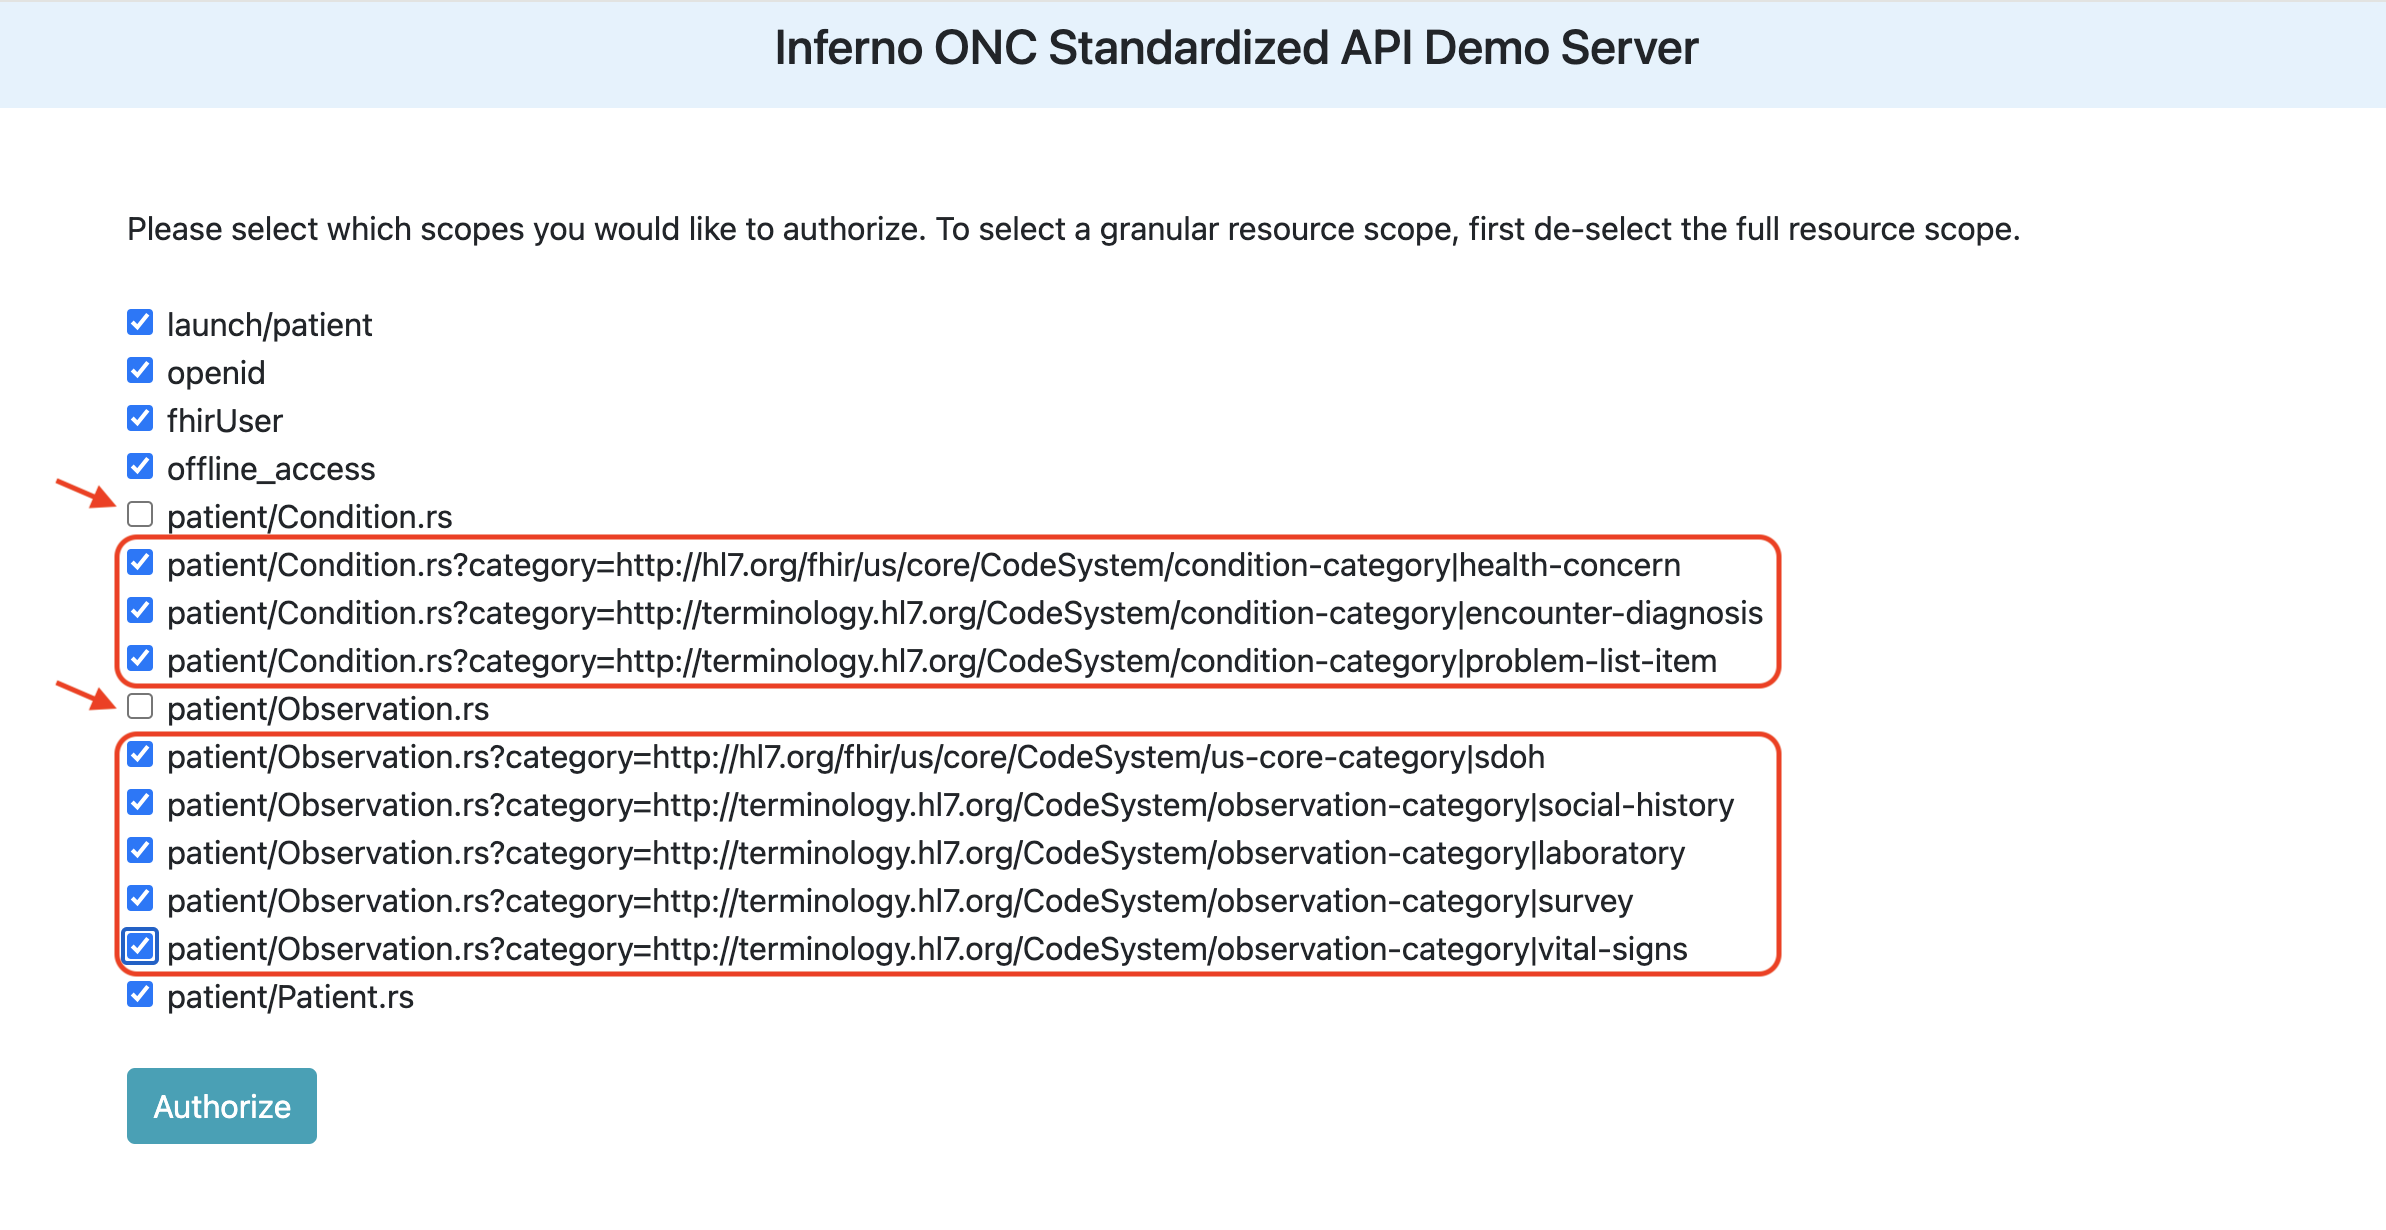 Inferno ONC Standardized API Demo Server
Please select which scopes you would like to authorize. To select a granular resource scope, first de-select the full resource scope.
launch/patient
openid
fhirUser
offline_access
patient/Condition.rs
patient/Condition.rs?category=http://hl7.org/fhir/us/core/CodeSystem/condition-category|health-concern
patient/Condition.rs?category=http://terminology.hl7.org/CodeSystem/condition-category|encounter-diagnosis
patient/Condition.rs?category=http://terminology.hl7.org/CodeSystem/condition-category|problem-list-item
patient/Observation.rs
patient/Observation.rs?category=http://hl7.org/fhir/us/core/CodeSystem/us-core-category|sdoh
patient/Observation.rs?category=http://terminology.hl7.org/CodeSystem/observation-category|social-history
patient/Observation.rs?category=http://terminology.hl7.org/CodeSystem/observation-category|laboratory
patient/Observation.rs?category=http://terminology.hl7.org/CodeSystem/observation-category|survey
patient/Observation.rs?category=http://terminology.hl7.org/CodeSystem/observation-category|vital-signs
patient/Patient.rs
Authorize